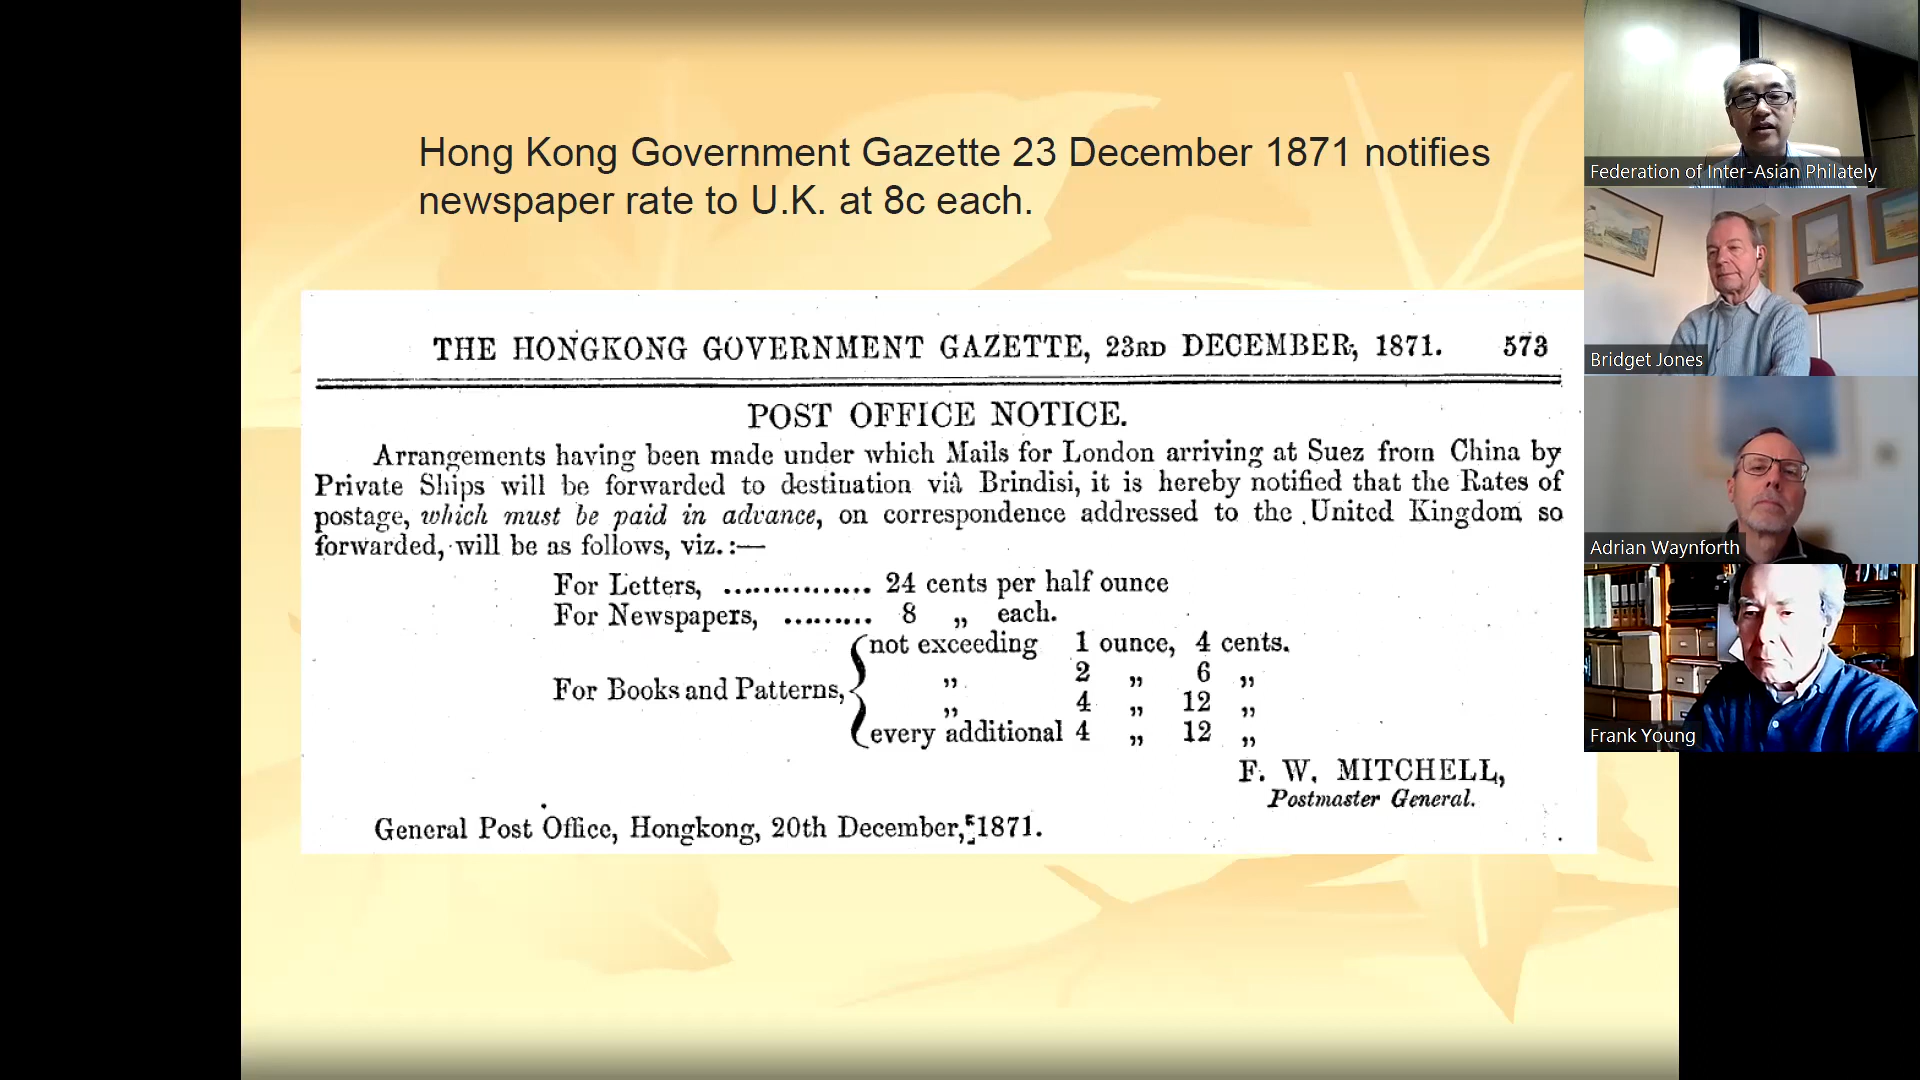 Hong Kong Government Gazette 23 December 1871 notifies
newspaper rate to U.K. at 8c each.
THE HONGKONG GOVERNMENT GAZETTE, 23RD DECEMBER, 1871. 573
POST OFFICE NOTICE.
Arrangements having been made under which Mails for London arriving at Suez from China by
Private Ships will be forwarded to destination viâ Brindisi, it is hereby notified that the Rates of
postage, which must be paid in advance, on correspondence addressed to the United Kingdom so
forwarded, will be as follows, viz.:—
For Letters, ............... 24 cents per half ounce
For Newspapers, ......... 8 „ each.
not exceeding 1 ounce, 4 cents.
„ 2 „ 6 „
For Books and Patterns,
„ 4 „ 12 „
every additional 4 „ 12 „
F. W. MITCHELL,
Postmaster General.
General Post Office, Hongkong, 20th December, 1871.
Federation of Inter-Asian Philately
Bridget Jones
Adrian Waynforth
Frank Young